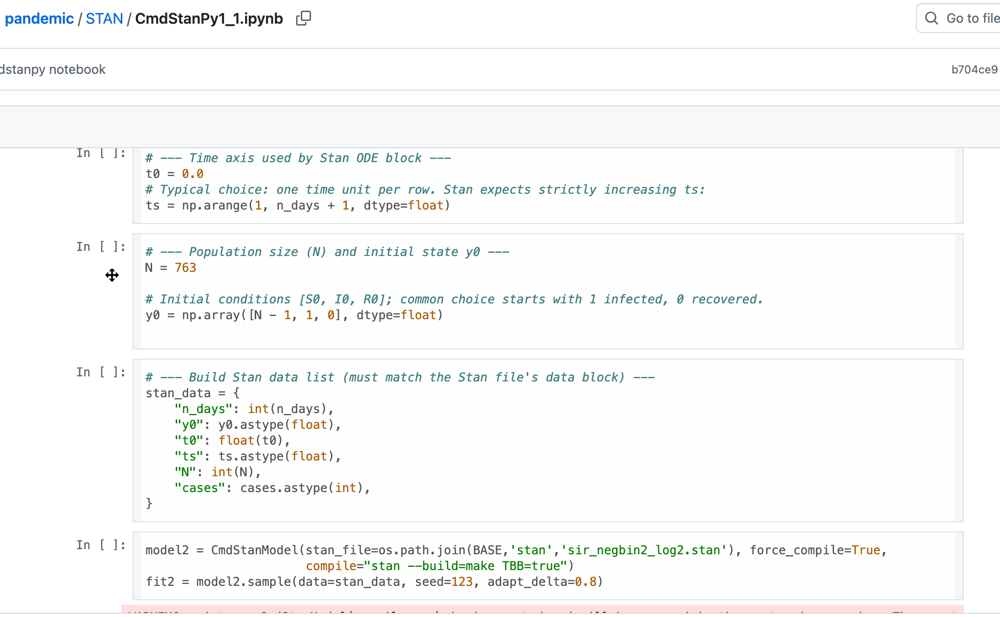 pandemic / STAN / CmdStanPy1_1.ipynb
Go to file
dstanpy notebook
b704ce9
In [ ]:
# --- Time axis used by Stan ODE block ---
t0 = 0.0
# Typical choice: one time unit per row. Stan expects strictly increasing ts:
ts = np.arange(1, n_days + 1, dtype=float)
In [ ]:
# --- Population size (N) and initial state y0 ---
N = 763
# Initial conditions [S0, I0, R0]; common choice starts with 1 infected, 0 recovered.
y0 = np.array([N - 1, 1, 0], dtype=float)
In [ ]:
# --- Build Stan data list (must match the Stan file's data block) ---
stan_data = {
"n_days": int(n_days),
"y0": y0.astype(float),
"t0": float(t0),
"ts": ts.astype(float),
"N": int(N),
"cases": cases.astype(int),
}
In [ ]:
model2 = CmdStanModel(stan_file=os.path.join(BASE,'stan','sir_negbin2_log2.stan'), force_compile=True,
compile="stan --build=make TBB=true")
fit2 = model2.sample(data=stan_data, seed=123, adapt_delta=0.8)